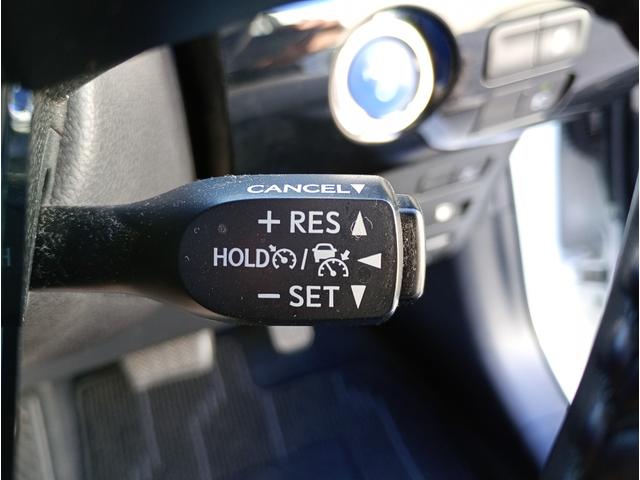 CANCEL▼
+ RES ▲
HOLD / ◀
− SET ▼